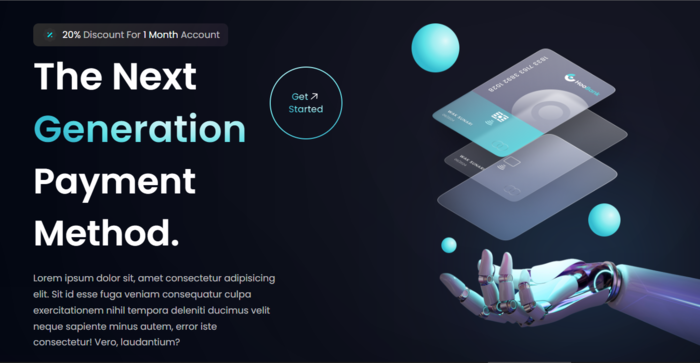 20% Discount For 1 Month Account
The Next
Generation
Payment
Method.
Get
Started
Lorem ipsum dolor sit, amet consectetur adipisicing
elit. Sit id esse fuga veniam consequatur culpa
exercitationem nihil tempora deleniti ducimus velit
neque sapiente minus autem, error iste
consectetur! Vero, laudantium?
HooBank